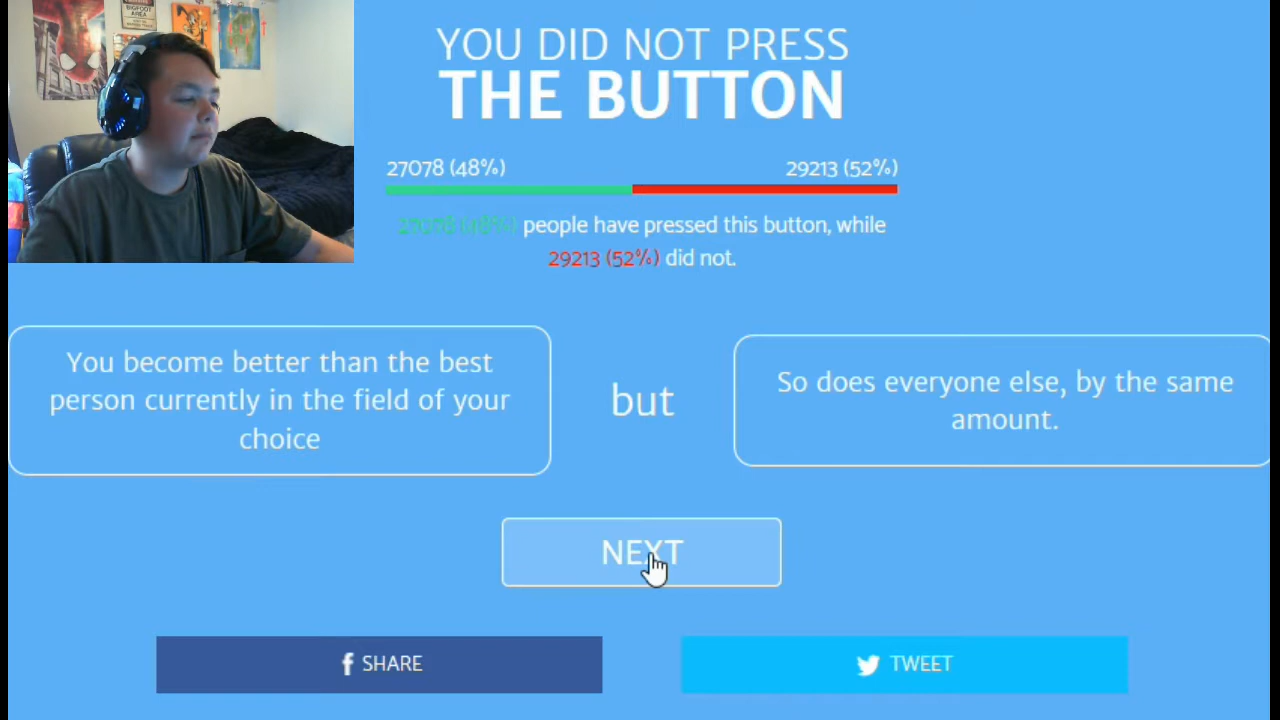 BIGFOOT
AREA
YOU DID NOT PRESS
THE BUTTON
27078 (48%)
29213 (52%)
27078 (48%) people have pressed this button, while
29213 (52%) did not.
You become better than the best
person currently in the field of your
choice
but
So does everyone else, by the same
amount.
NEXT
f SHARE
TWEET